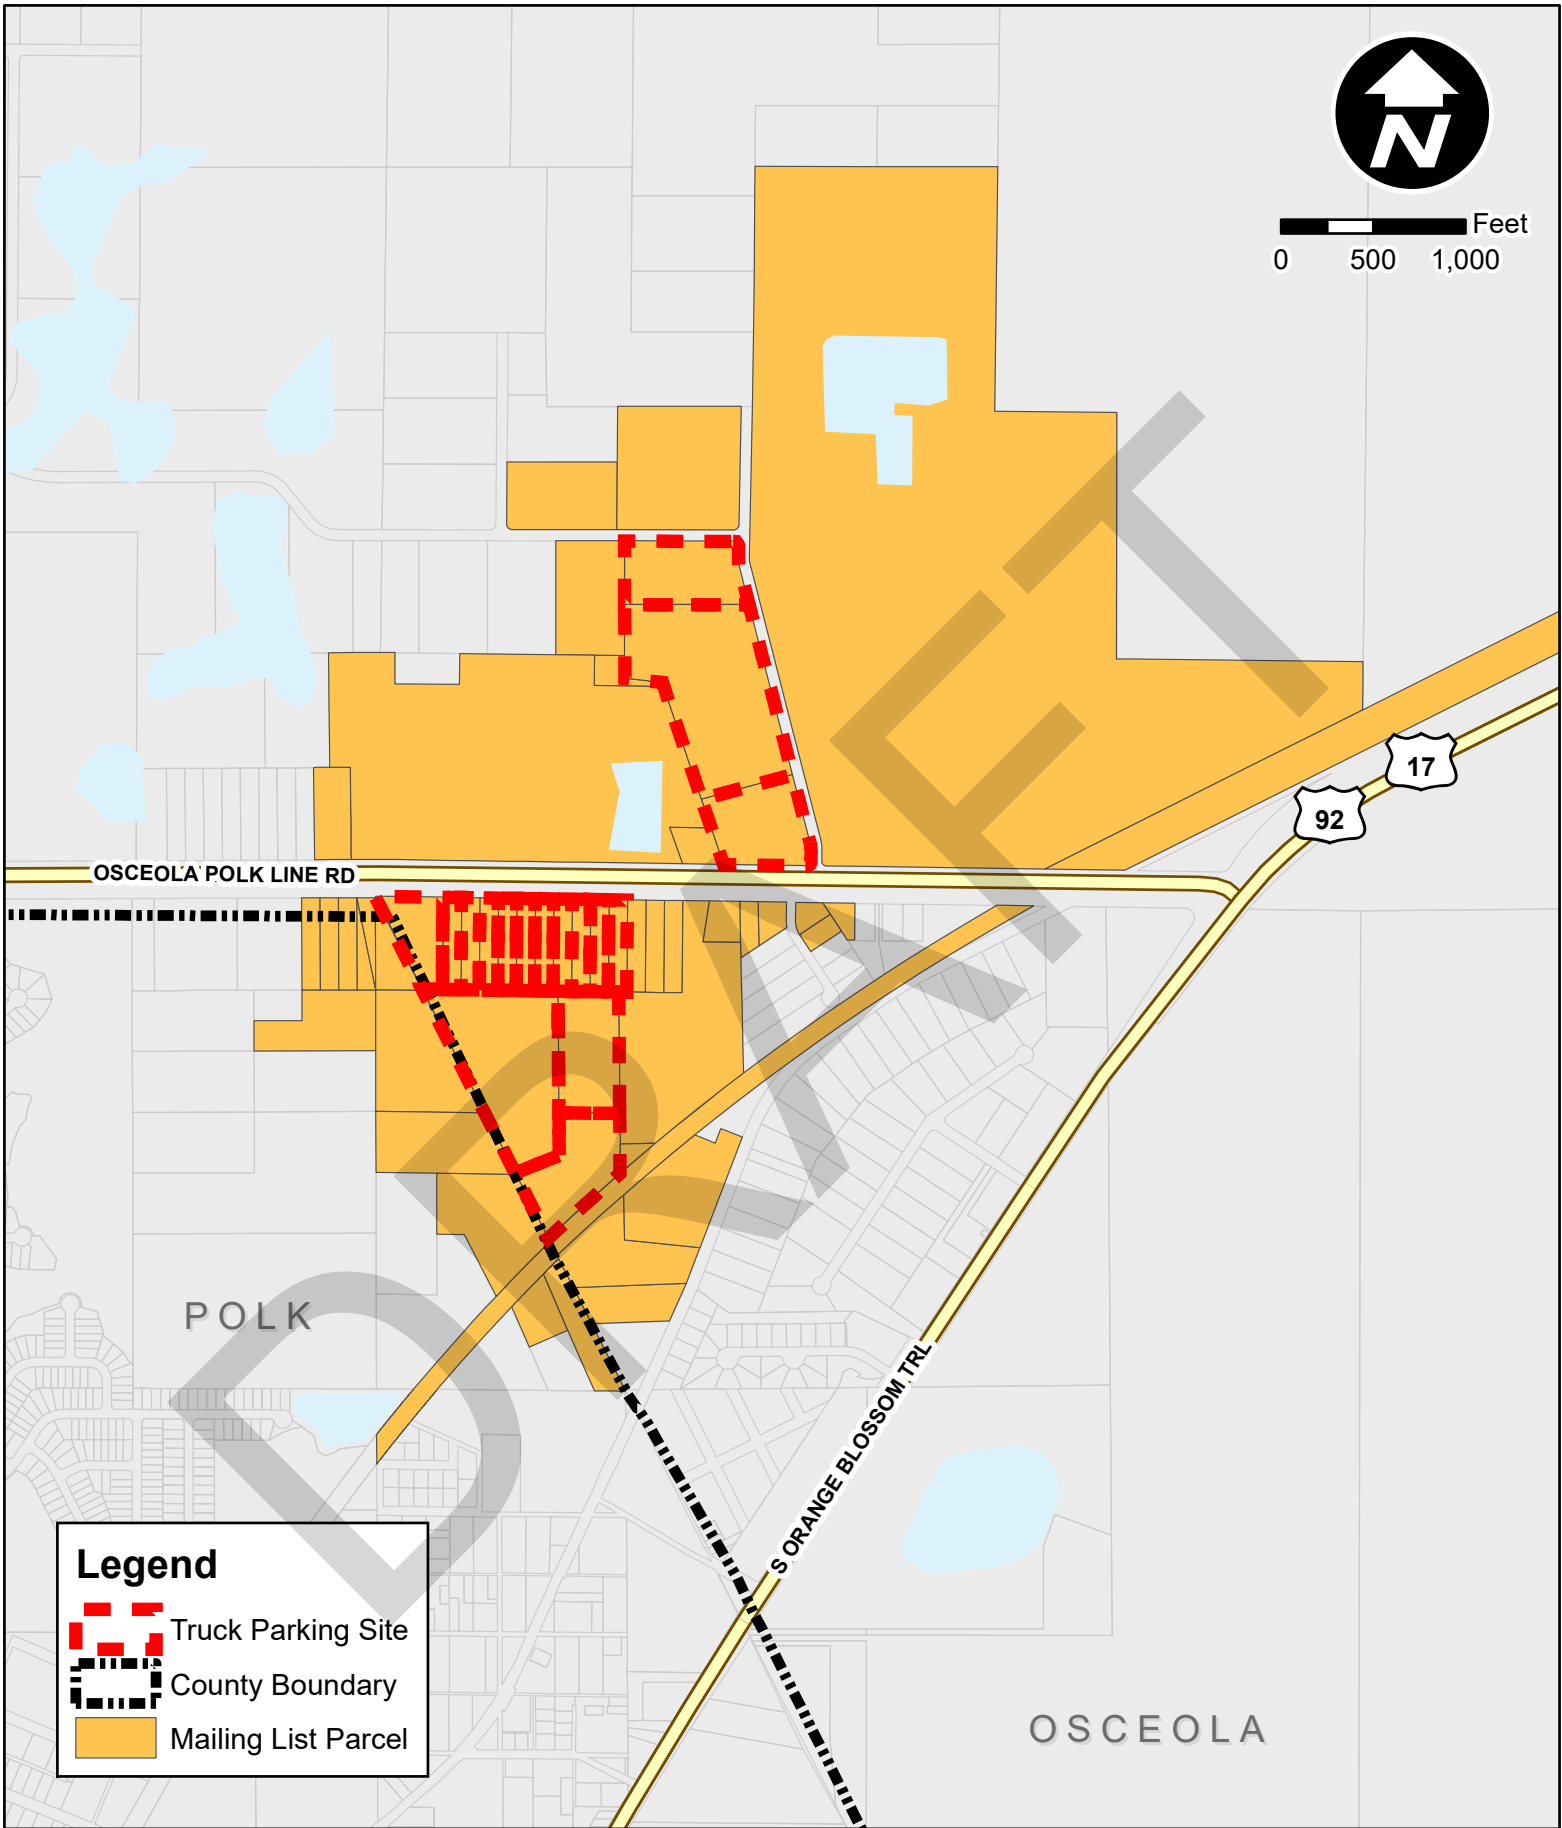 N
Feet
0 500 1,000
17
92
OSCEOLA POLK LINE RD
DRAFT
POLK
S ORANGE BLOSSOM TRL
Legend
Truck Parking Site
County Boundary
Mailing List Parcel
OSCEOLA